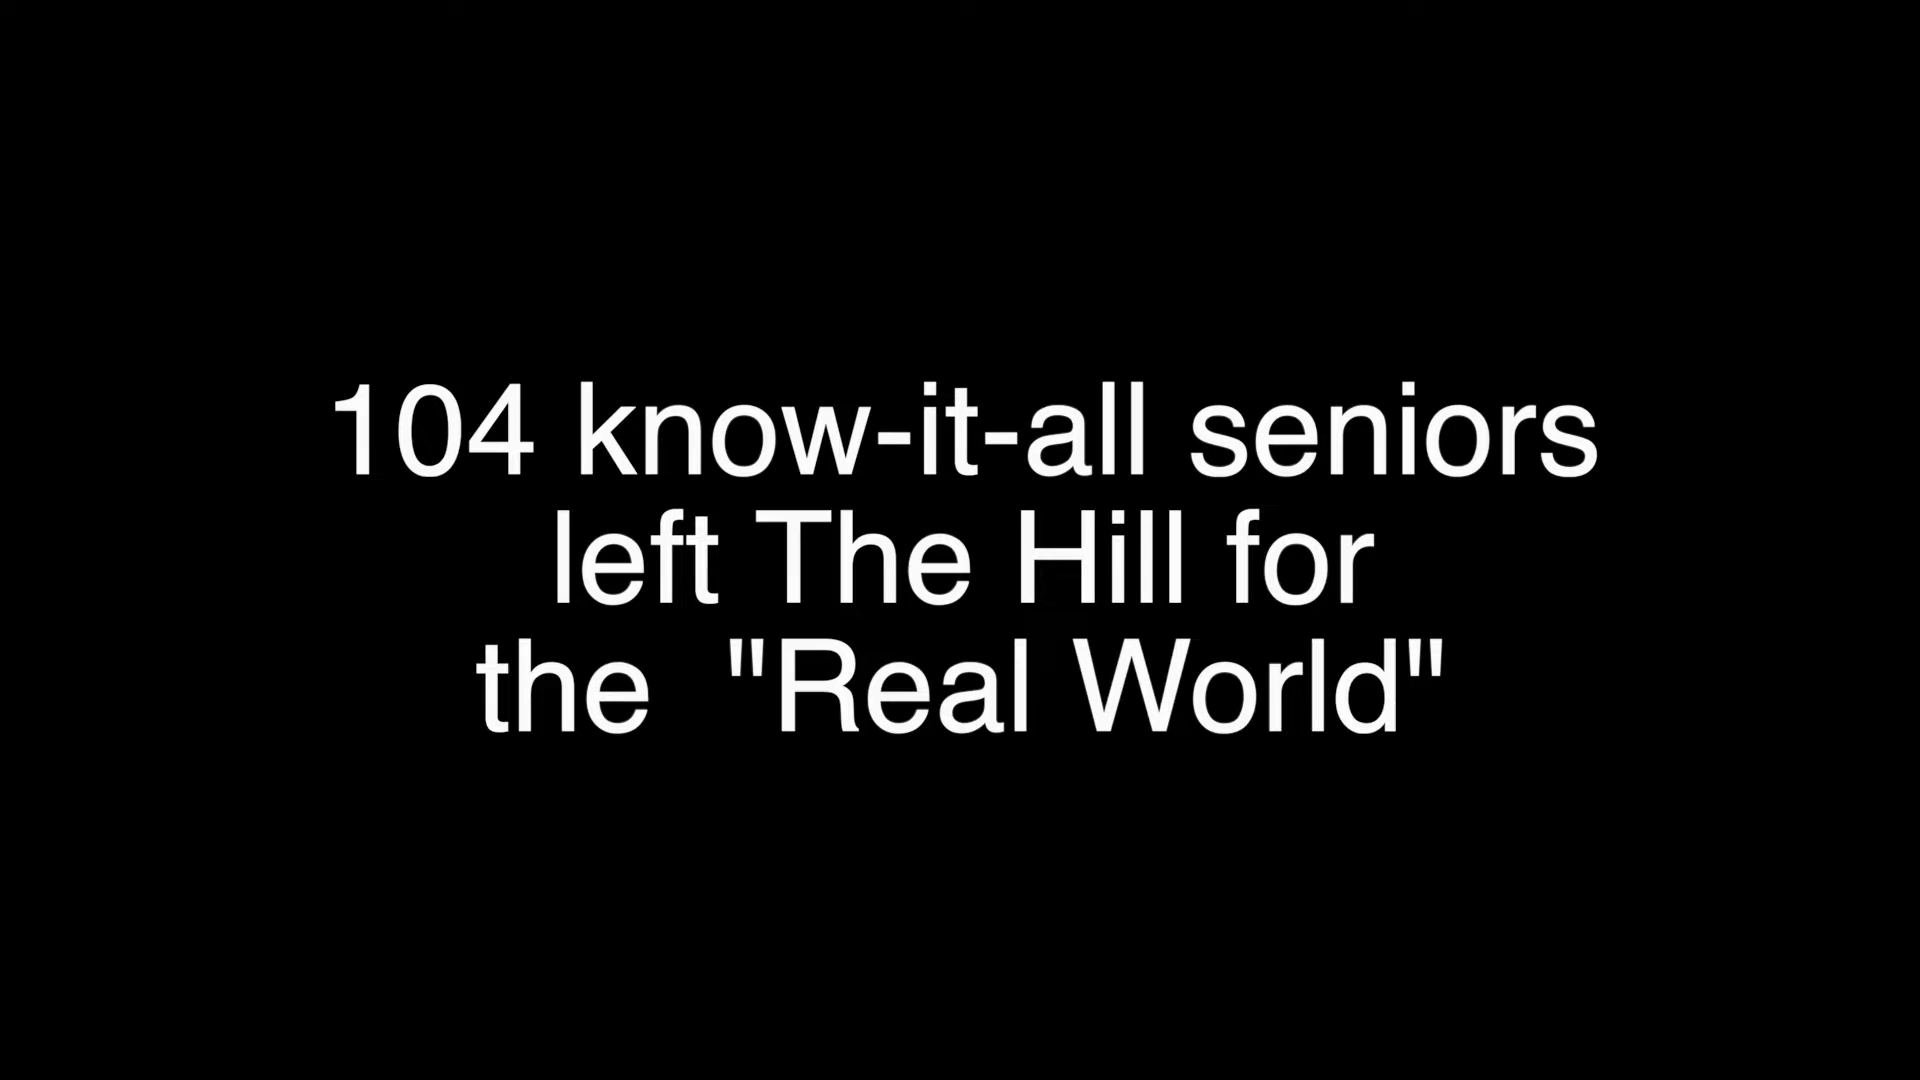 104 know-it-all seniors
left The Hill for
the  "Real World"